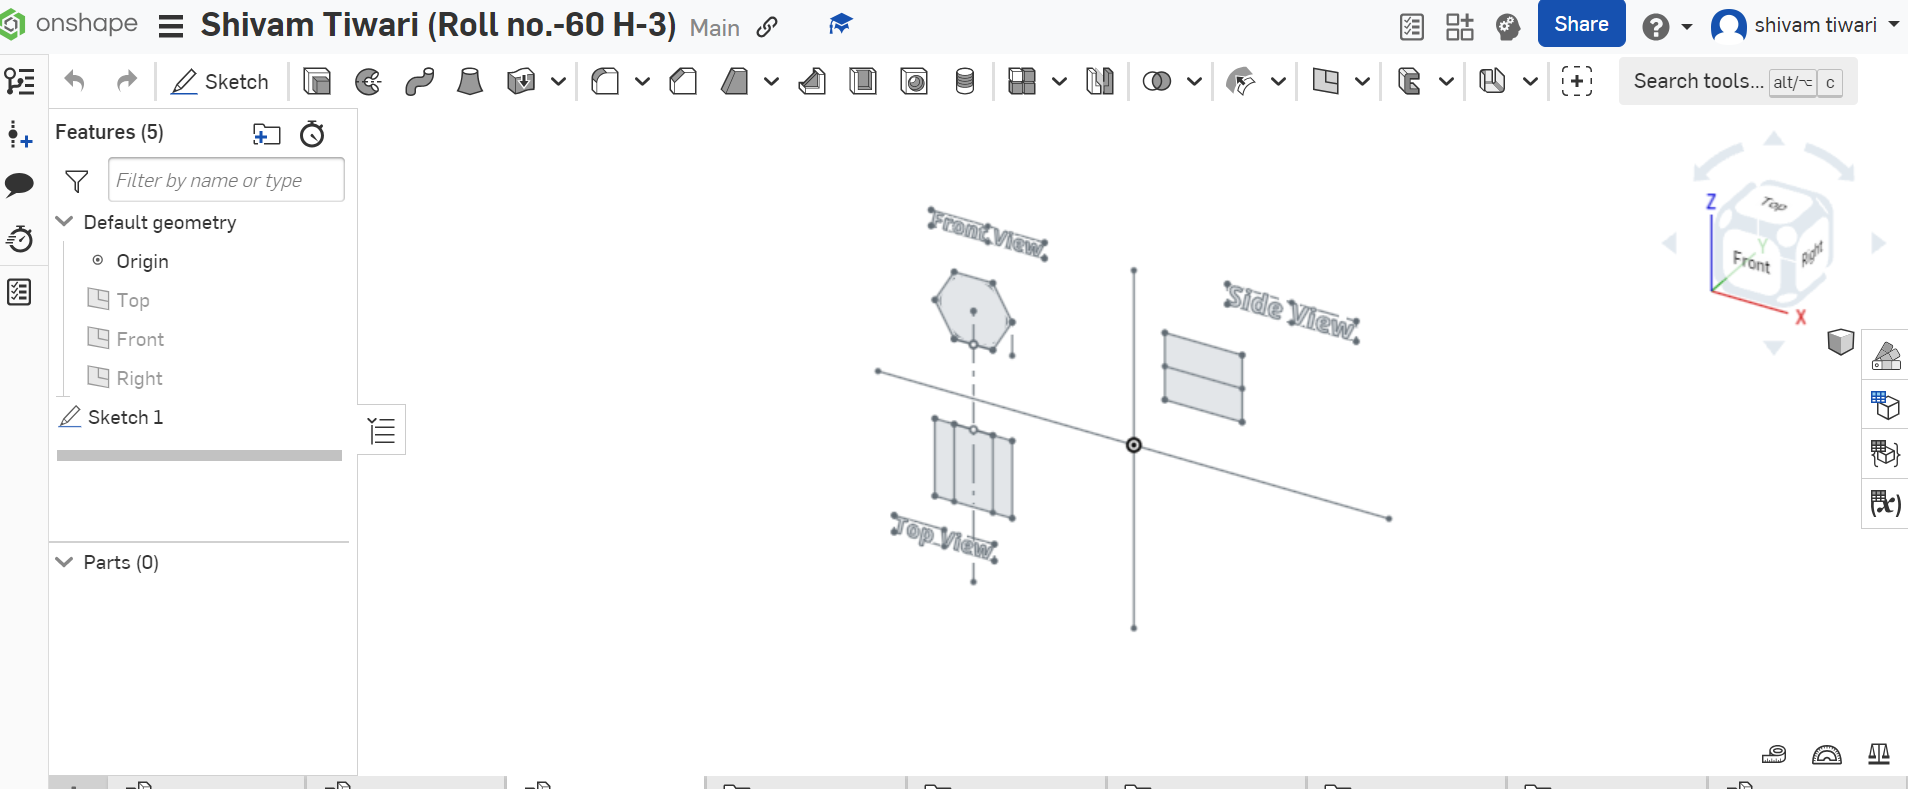 onshape Shivam Tiwari (Roll no.-60 H-3) Main Share shivam tiwari
Sketch Search tools... alt/⌥ c
Features (5)
Filter by name or type
Default geometry
Origin
Top
Front
Right
Sketch 1
Parts (0)
Front View
Side View
Top View
Z
Top
Y
Front
Right
X
(x)